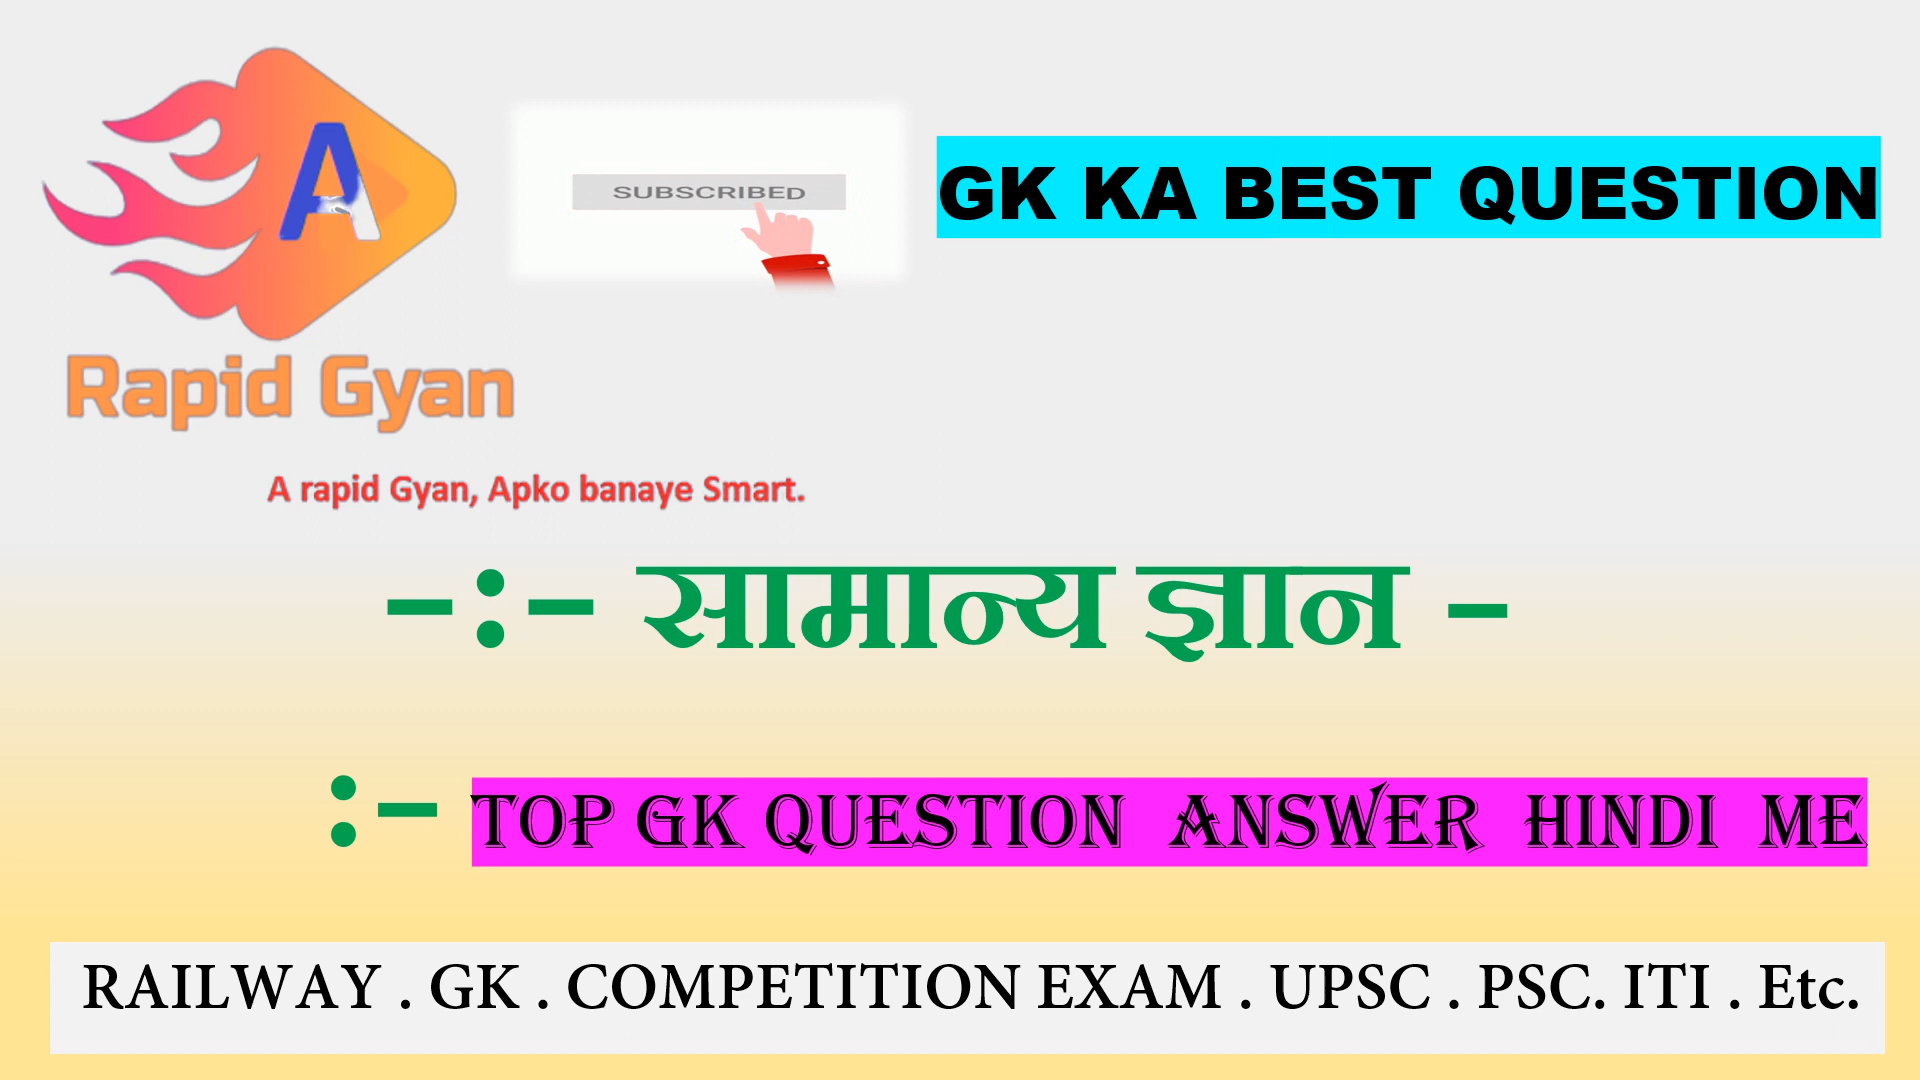 A
SUBSCRIBED
GK KA BEST QUESTION
Rapid Gyan
A rapid Gyan, Apko banaye Smart.
-:- सामान्य ज्ञान -
:- TOP GK QUESTION ANSWER HINDI ME
RAILWAY . GK . COMPETITION EXAM . UPSC . PSC. ITI . Etc.